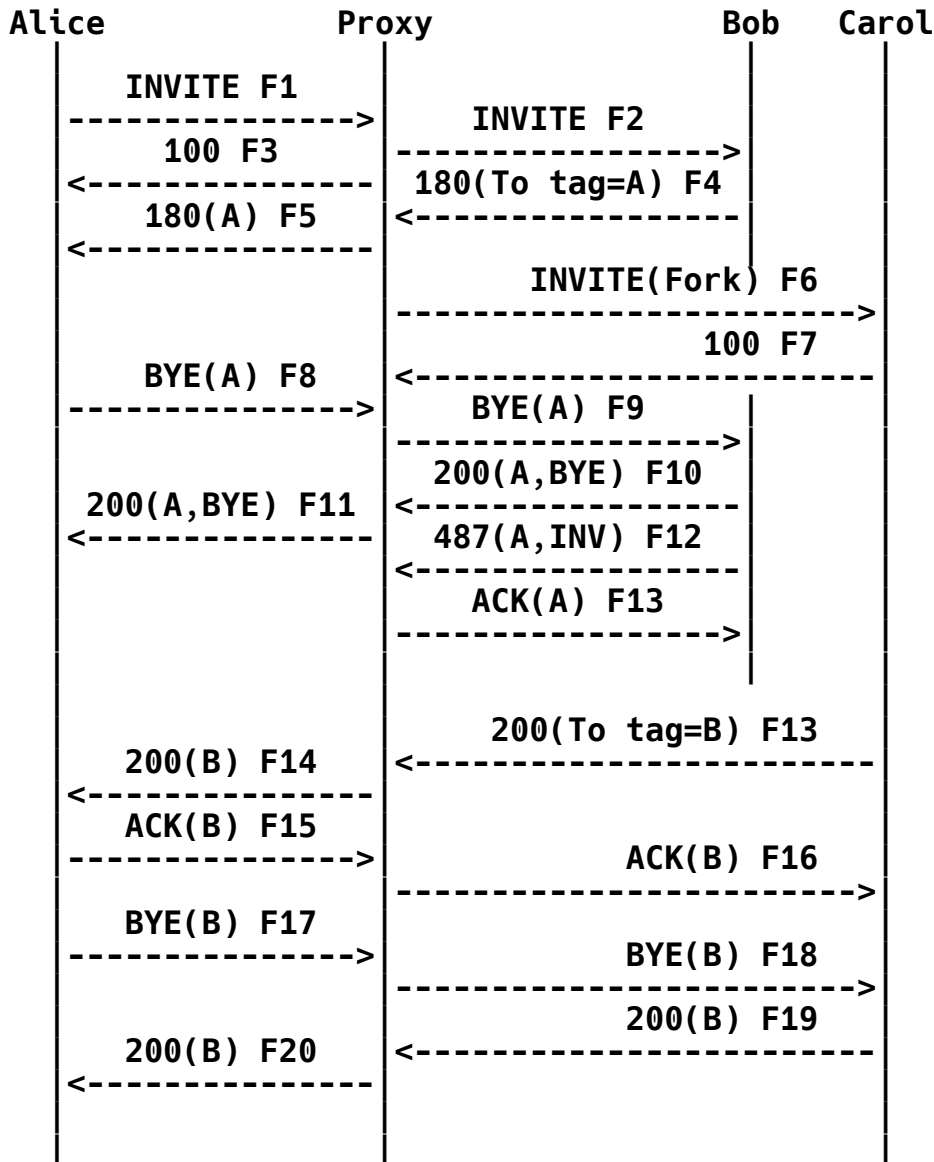 Alice Proxy Bob Carol
INVITE F1
INVITE F2
100 F3
180(To tag=A) F4
180(A) F5
INVITE(Fork) F6
100 F7
BYE(A) F8
BYE(A) F9
200(A,BYE) F10
200(A,BYE) F11
487(A,INV) F12
ACK(A) F13
200(To tag=B) F13
200(B) F14
ACK(B) F15
ACK(B) F16
BYE(B) F17
BYE(B) F18
200(B) F19
200(B) F20